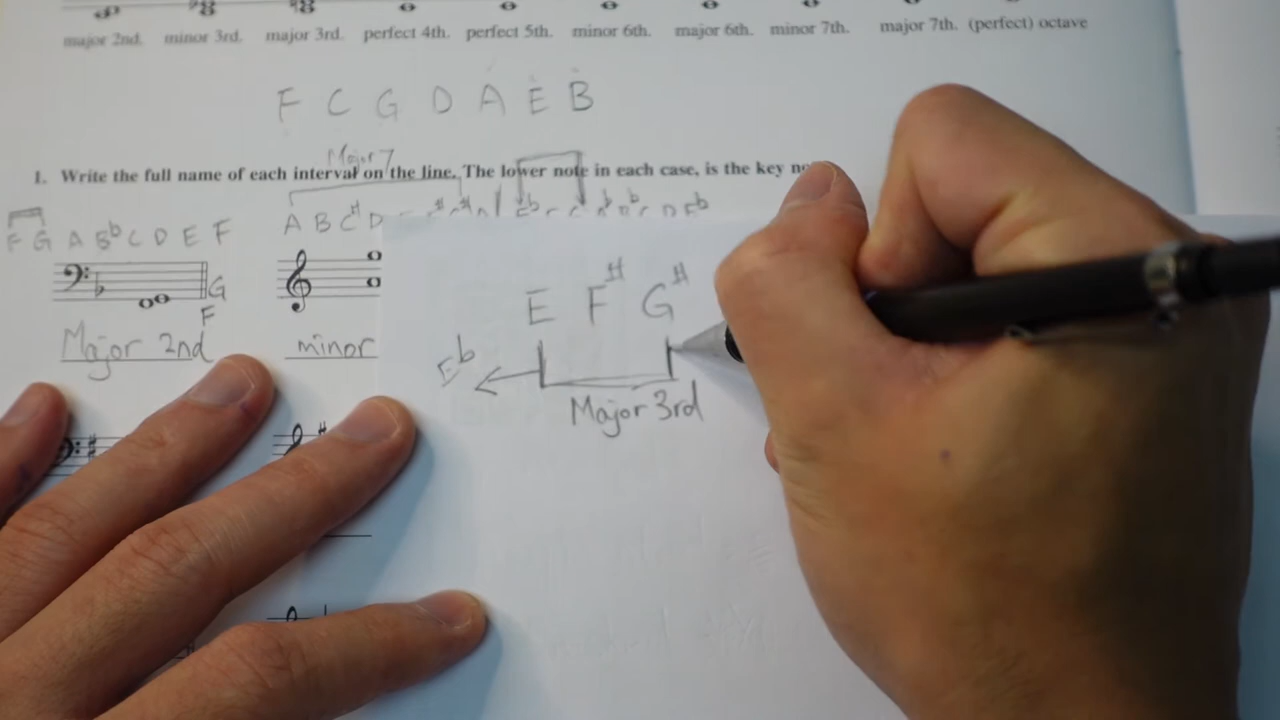 major 2nd. minor 3rd. major 3rd. perfect 4th. perfect 5th. minor 6th. major 6th. minor 7th. major 7th. (perfect) octave
F C G D A E B
Major 7
1. Write the full name of each interval on the line. The lower note in each case, is the key
F G A Bb C D E F
A B C# D
G
F
Major 2nd
minor
E F# G#
Eb
Major 3rd